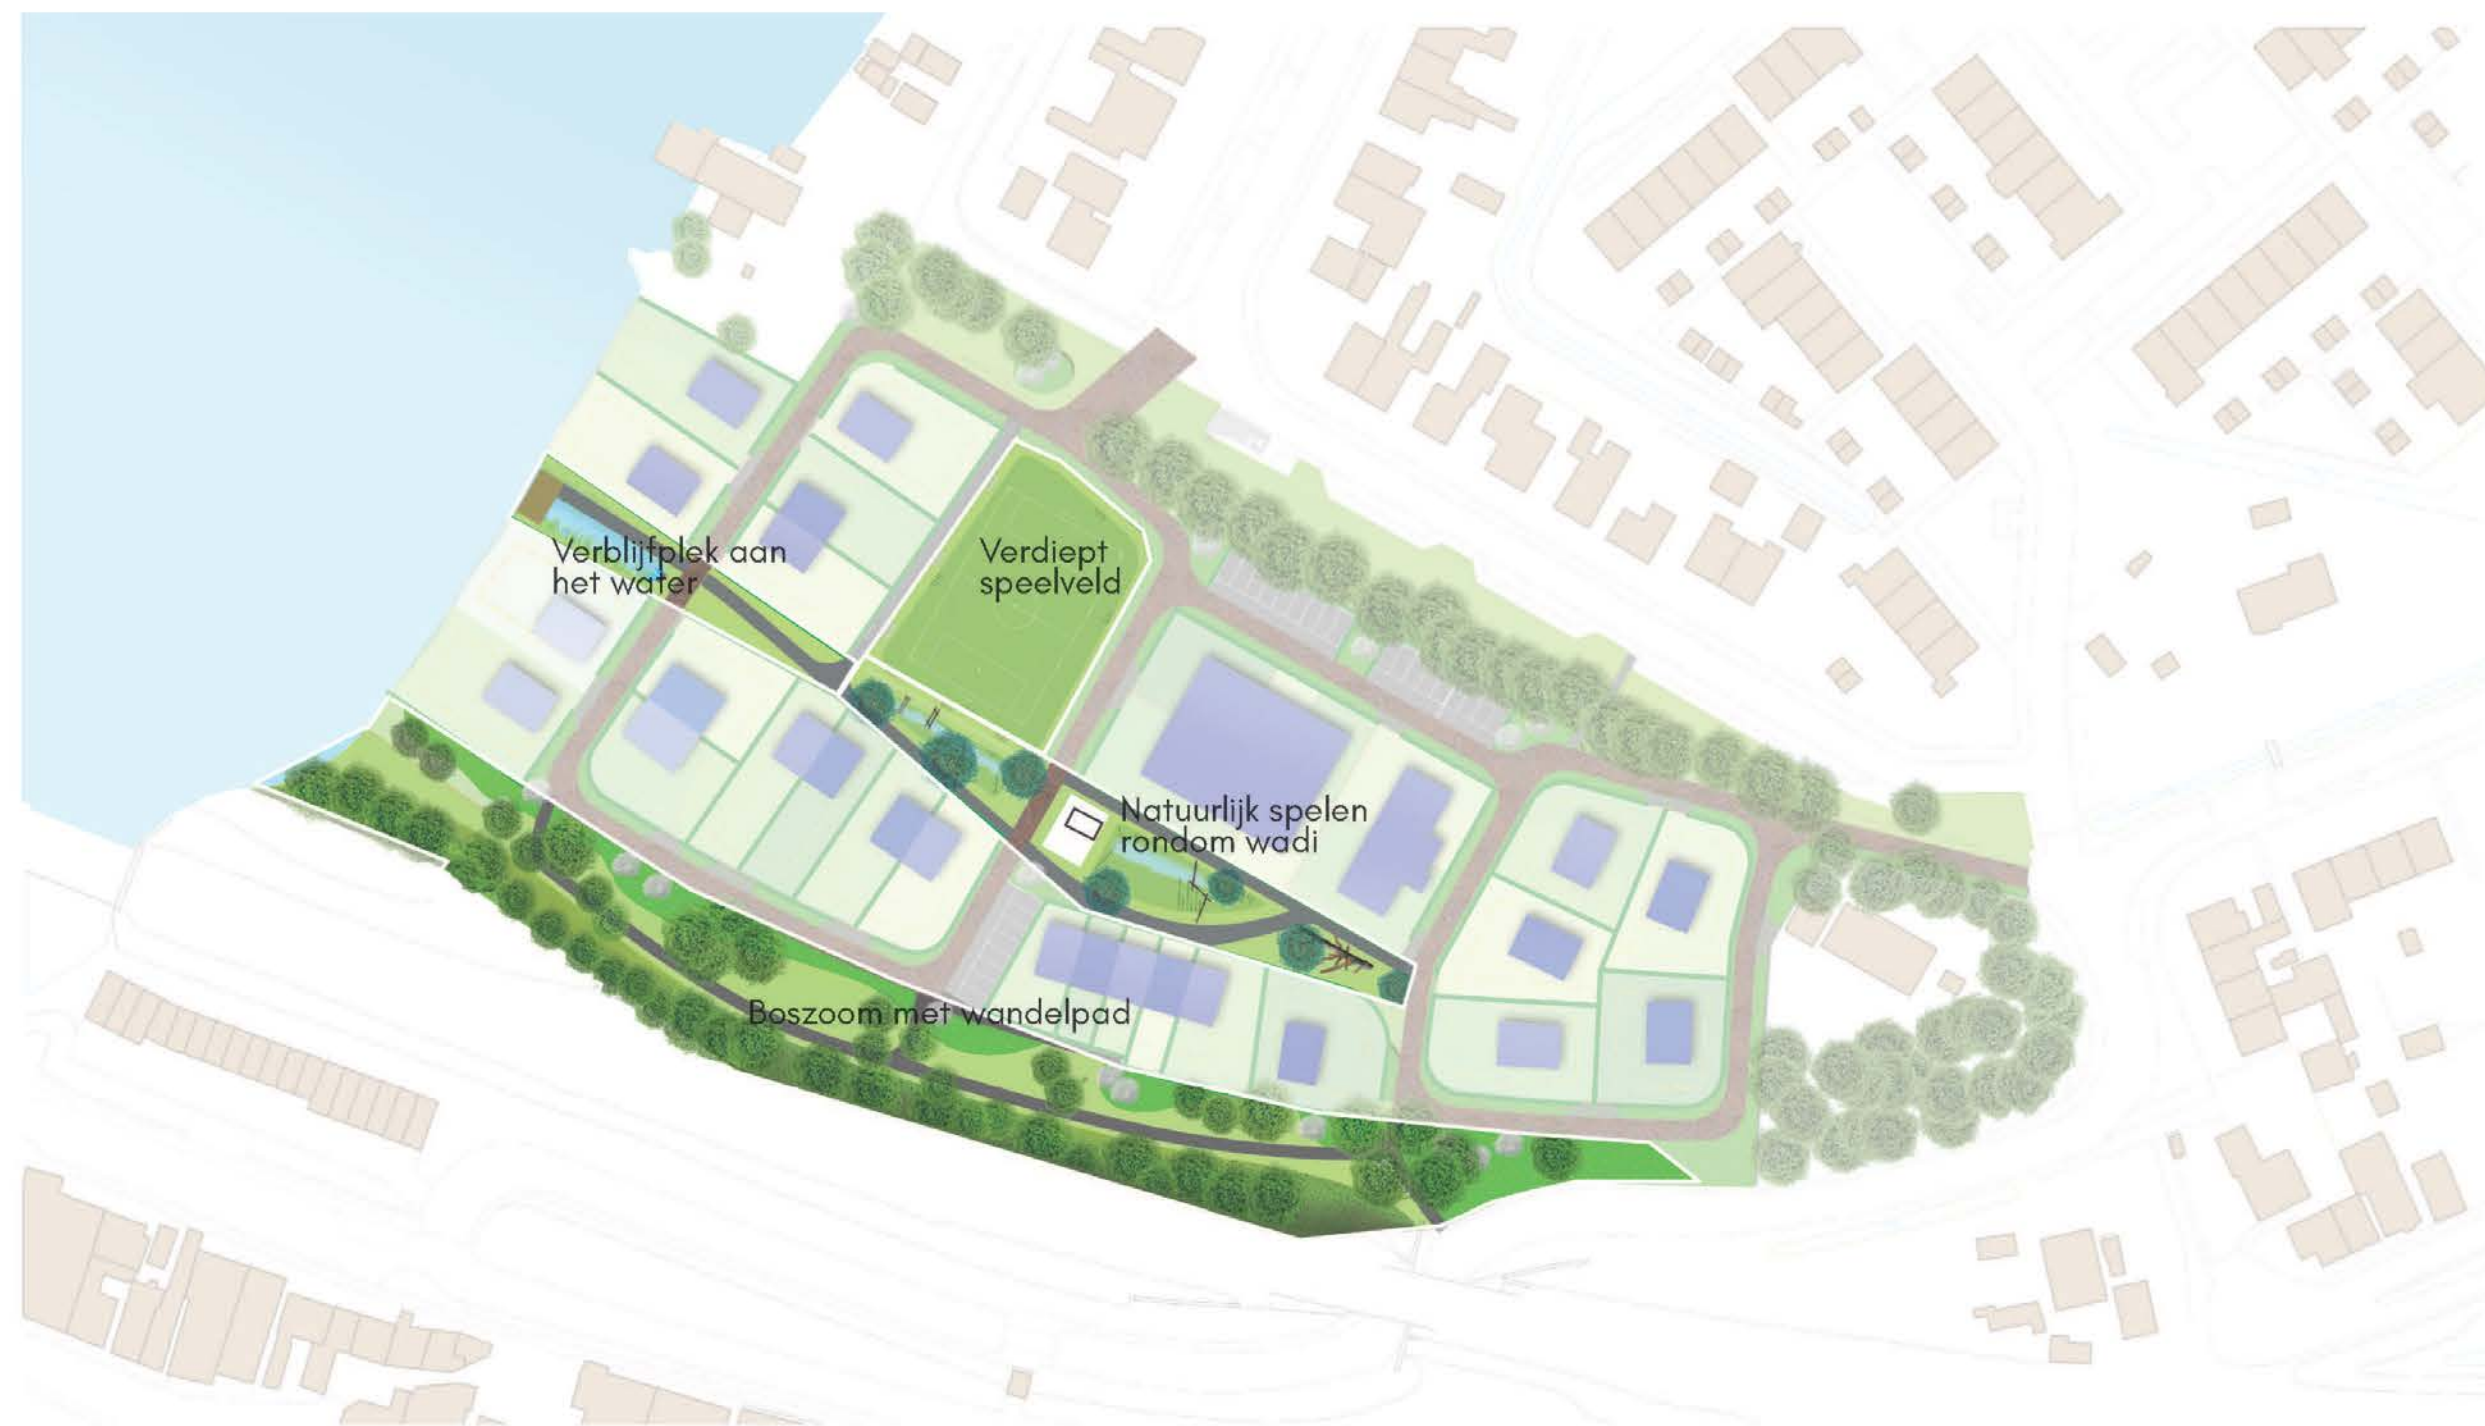 Verblijfplek aan
het water
Verdiept
speelveld
Natuurlijk spelen
rondom wadi
Boszoom met wandelpad